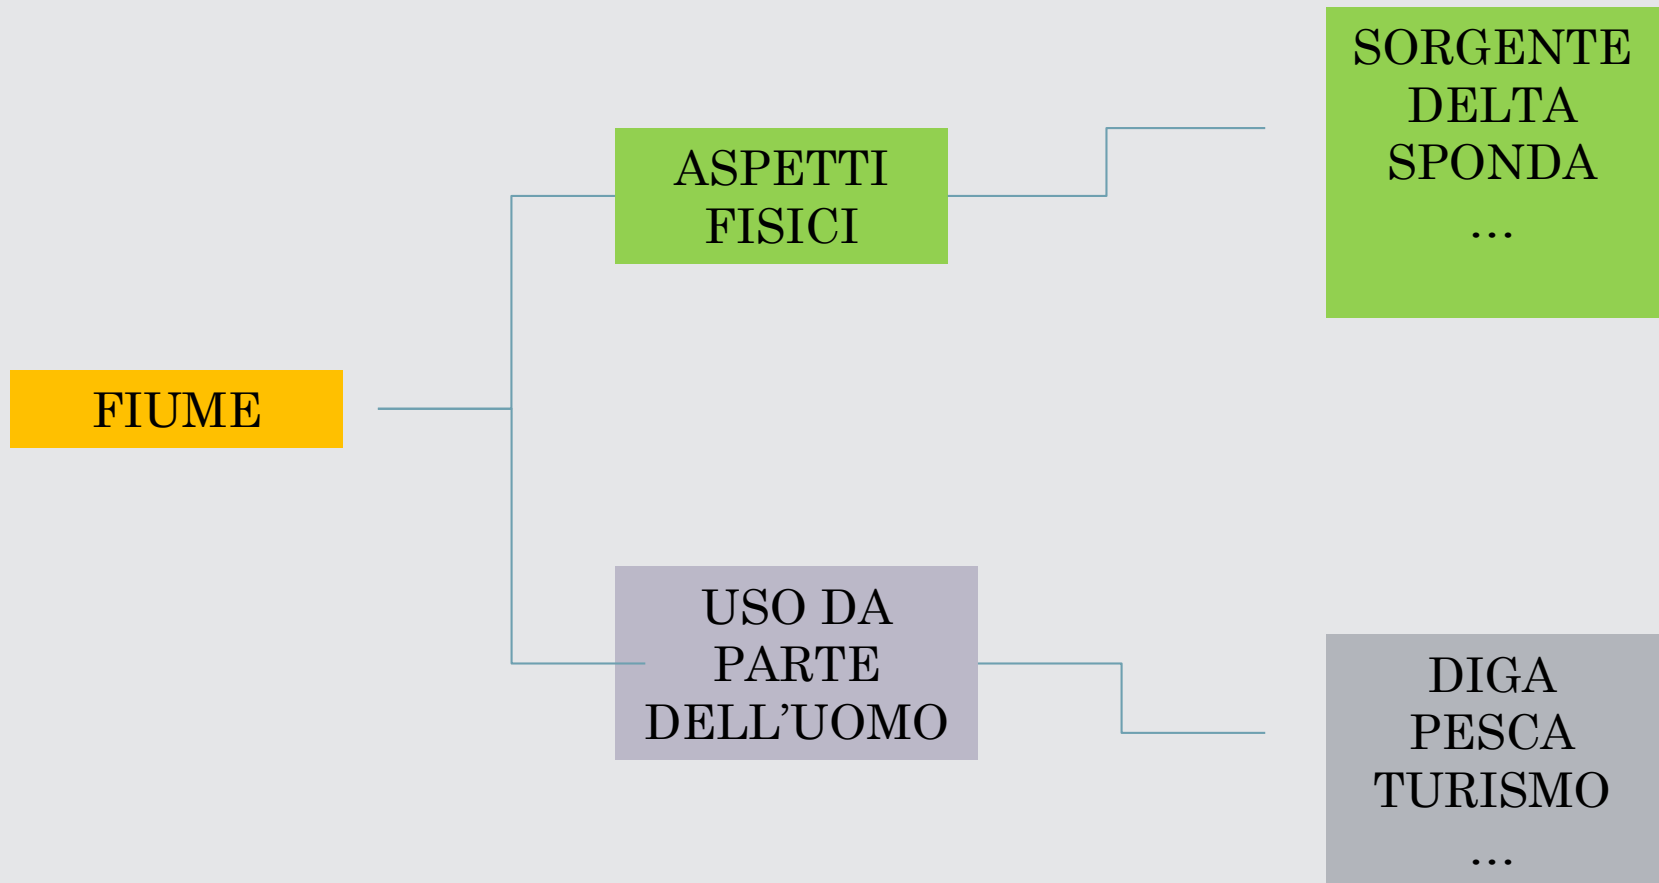 FIUME
ASPETTI
FISICI
SORGENTE
DELTA
SPONDA
...
USO DA
PARTE
DELL’UOMO
DIGA
PESCA
TURISMO
...